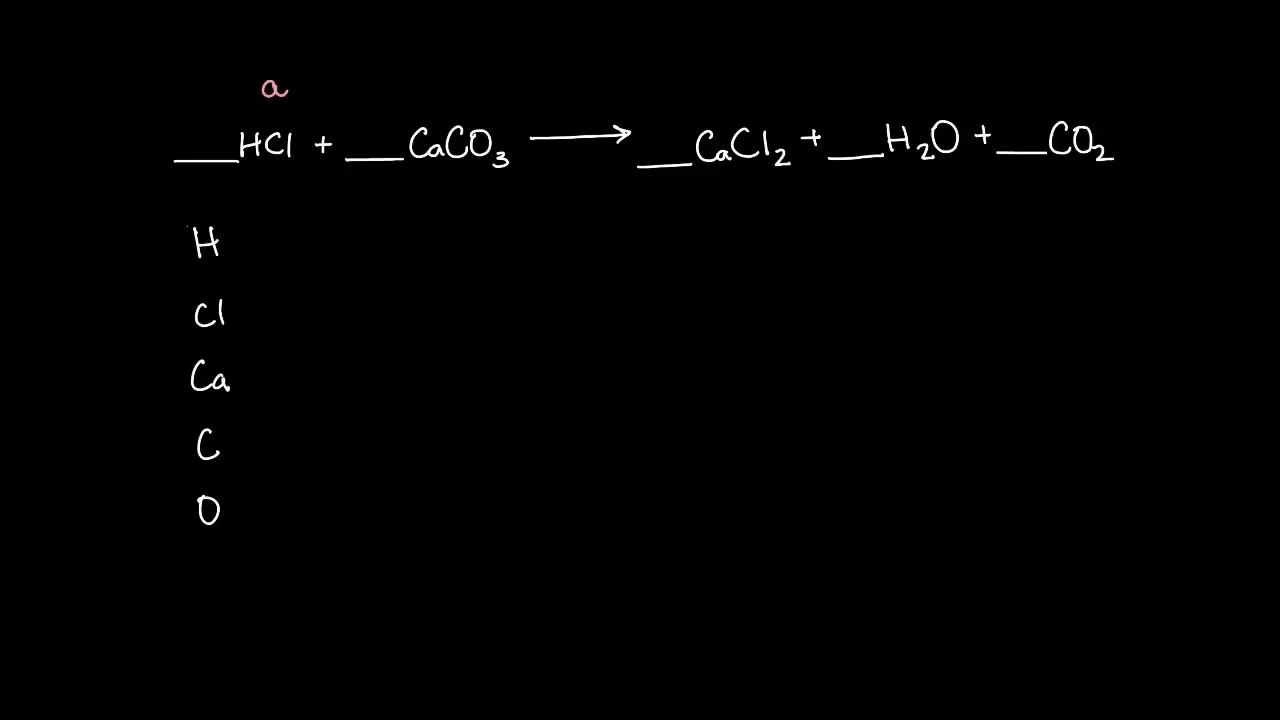 a
___HCl + ___CaCO₃ ⟶ ___CaCl₂ + ___H₂O + ___CO₂
H
Cl
Ca
C
O